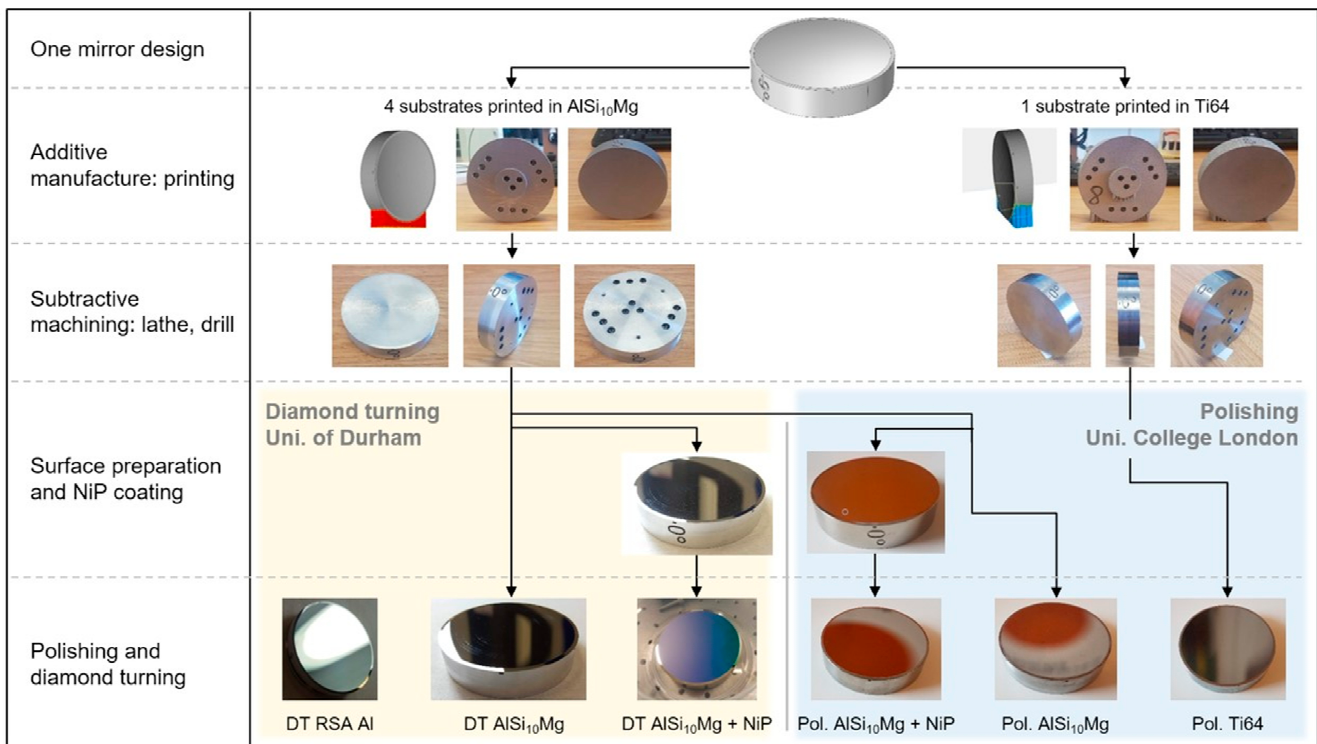 One mirror design
4 substrates printed in AlSi₁₀Mg
1 substrate printed in Ti64
Additive
manufacture: printing
Subtractive
machining: lathe, drill
Diamond turning
Uni. of Durham
Polishing
Uni. College London
Surface preparation
and NiP coating
Polishing and
diamond turning
DT RSA Al
DT AlSi₁₀Mg
DT AlSi₁₀Mg + NiP
Pol. AlSi₁₀Mg + NiP
Pol. AlSi₁₀Mg
Pol. Ti64